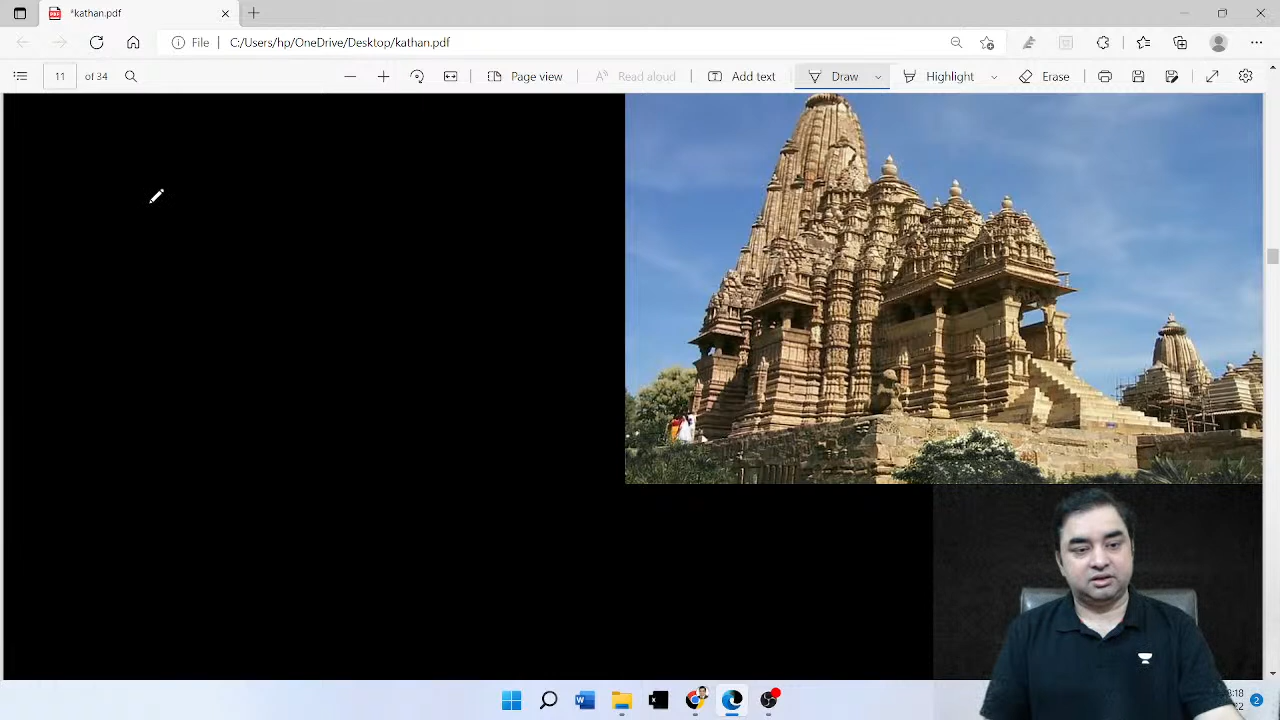 *kathan.pdf
File
C:/Users/hp/OneDrive/Desktop/kathan.pdf
11 of 34
Page view
Read aloud
Add text
Draw
Highlight
Erase
2